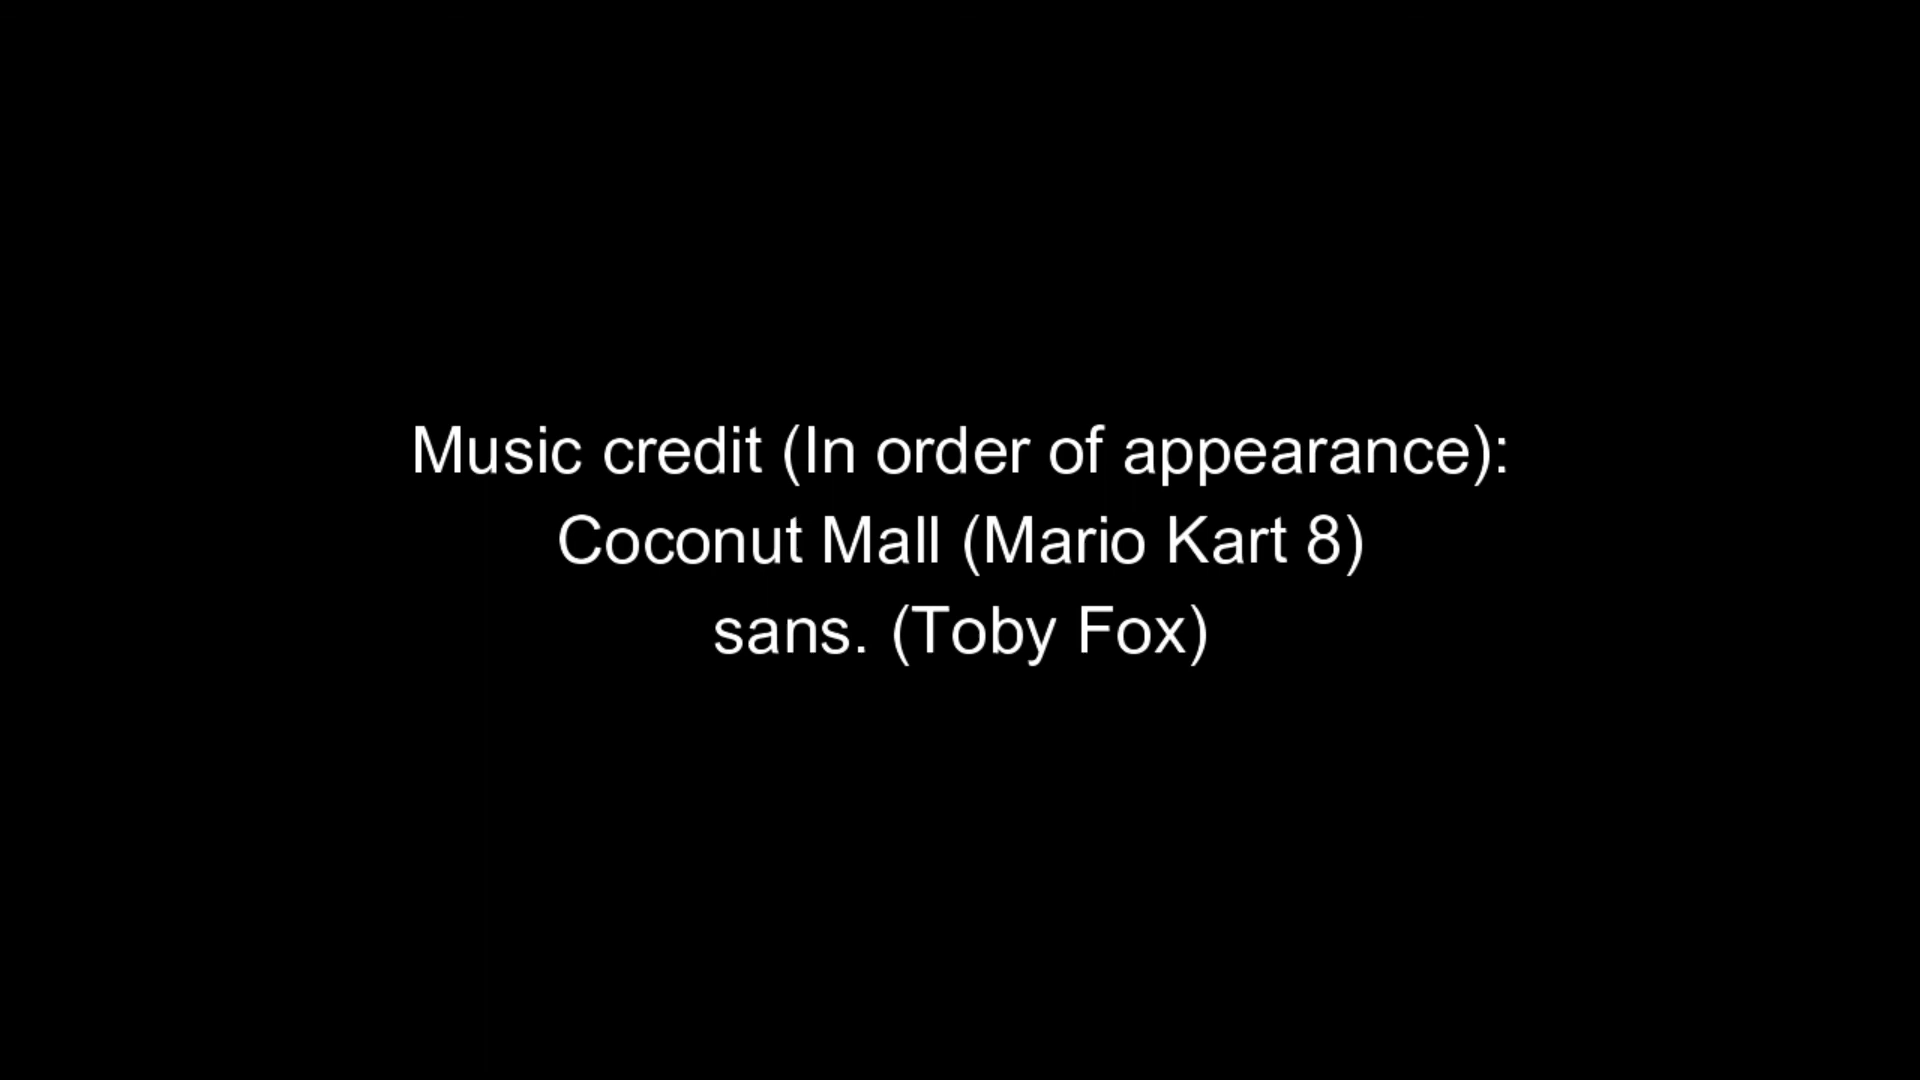 Music credit (In order of appearance):
Coconut Mall (Mario Kart 8)
sans. (Toby Fox)